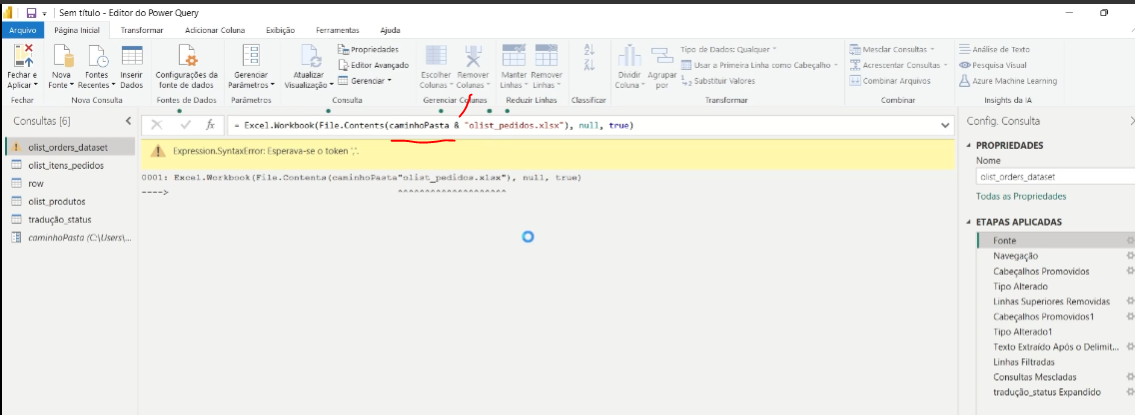 Sem título - Editor do Power Query
Arquivo Página Inicial Transformar Adicionar Coluna Exibição Ferramentas Ajuda
Fechar e Aplicar
Nova Fonte
Fontes Recentes
Inserir Dados
Configurações da fonte de dados
Gerenciar Parâmetros
Atualizar Visualização
Propriedades
Editor Avançado
Gerenciar
Escolher Colunas
Remover Colunas
Manter Linhas
Remover Linhas
Dividir Coluna
Agrupar por
Tipo de Dados: Qualquer
Usar a Primeira Linha como Cabeçalho
Substituir Valores
Mesclar Consultas
Acrescentar Consultas
Combinar Arquivos
Análise de Texto
Pesquisa Visual
Azure Machine Learning
Fechar Nova Consulta Fontes de Dados Parâmetros Consulta Gerenciar Colunas Reduzir Linhas Classificar Transformar Combinar Insights da IA
Consultas [6]
olist_orders_dataset
olist_itens_pedidos
row
olist_produtos
tradução_status
caminhoPasta (C:\Users\...
fx = Excel.Workbook(File.Contents(caminhoPasta & "olist_pedidos.xlsx"), null, true)
Expression.SyntaxError: Esperava-se o token ','.
0001: Excel.Workbook(File.Contents(caminhoPasta"olist_pedidos.xlsx"), null, true)
----> ^^^^^^^^^^^^^^^^^^^^
Config. Consulta
PROPRIEDADES
Nome
olist_orders_dataset
Todas as Propriedades
ETAPAS APLICADAS
Fonte
Navegação
Cabeçalhos Promovidos
Tipo Alterado
Linhas Superiores Removidas
Cabeçalhos Promovidos1
Tipo Alterado1
Texto Extraído Após o Delimit...
Linhas Filtradas
Consultas Mescladas
tradução_status Expandido